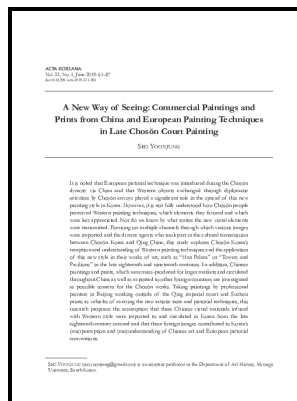 ACTA KOREANA
Vol. 22, No. 1, June 2019: 61–87
A New Way of Seeing: Commercial Paintings and
Prints from China and European Painting Techniques
in Late Chosŏn Court Painting
SEO YOONJUNG
It is noted that European pictorial technique was introduced during the Chosŏn
dynasty via China and that Western objects exchanged through diplomatic
activities by Chosŏn envoys played a significant role in the spread of this new
painting style in Korea. However, it is not fully understood how Chosŏn people
perceived Western painting techniques, which elements they favored and which
were less appreciated. Nor do we know by what routes the new visual elements
were transmitted. Focusing on multiple channels through which various images
were imported and the diverse agents who took part in the cultural transmission
between Chosŏn Korea and Qing China, this study explores Chosŏn Korea's
reception and understanding of Western painting techniques and the application
of this new style in their works of art, such as "Han Palace" or "Towers and
Pavilions" in the late eighteenth and nineteenth centuries. In addition, Chinese
paintings and prints, which were mass-produced for larger markets and circulated
throughout China as well as exported to other foreign countries are investigated
as possible sources for the Chosŏn works. Taking paintings by professional
painters in Beijing working outside of the Qing imperial court and Suzhou
prints as vehicles of conveying the new artistic taste and pictorial techniques, this
research proposes the assumption that these Chinese visual materials infused
with Western style were imported to and circulated in Korea from the late
eighteenth century onward and that these foreign images contributed to Korea's
(re)interpretation and (mis)understanding of Chinese art and European pictorial
conventions.
SEO YOONJUNG (seo.yoonjung@gmail.com) is an assistant professor in the Department of Art History, Myongji
University, South Korea.